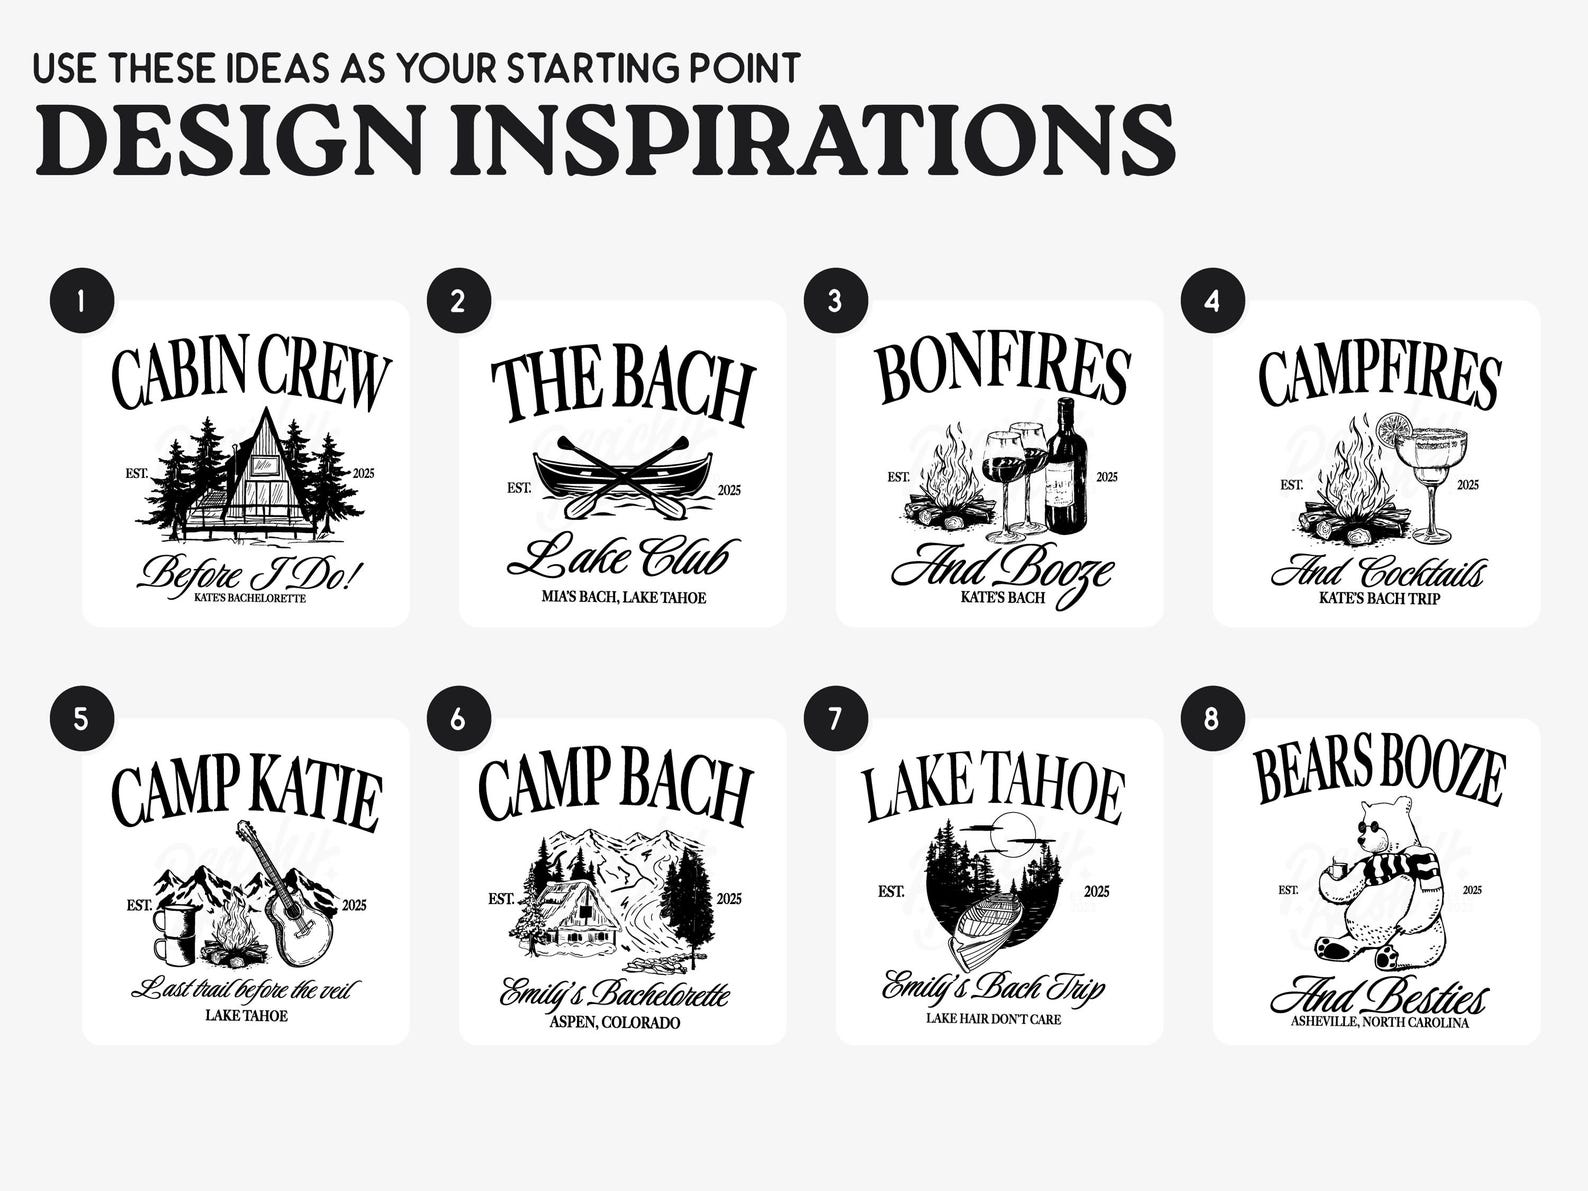 USE THESE IDEAS AS YOUR STARTING POINT
DESIGN INSPIRATIONS
1
CABIN CREW
EST. 2025
Before I Do!
KATE'S BACHELORETTE
2
THE BACH
EST. 2025
Lake Club
MIA'S BACH, LAKE TAHOE
3
BONFIRES
EST. 2025
And Booze
KATE'S BACH
4
CAMPFIRES
EST. 2025
And Cocktails
KATE'S BACH TRIP
5
CAMP KATIE
EST. 2025
Last trail before the veil
LAKE TAHOE
6
CAMP BACH
EST. 2025
Emily's Bachelorette
ASPEN, COLORADO
7
LAKE TAHOE
EST. 2025
Emily's Bach Trip
LAKE HAIR DON'T CARE
8
BEARS BOOZE
EST. 2025
And Besties
ASHEVILLE, NORTH CAROLINA